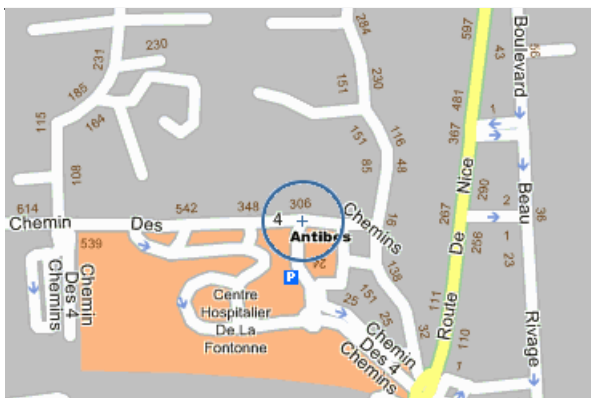 284
597
Boulevard
56
43
230
231
230
151
185
164
115
481
1
367
116
151
48
85
108
Nice
290
2
Beau
614
542
348
306
16
267
36
Chemin
Des
4
Chemins
De
256
1
539
Antibes
24
138
23
P
Chemin
Des 4
Chemins
Centre
Hospitalier
De La
Fontonne
151
25
25
111
Route
Rivage
32
110
Chemin
Des 4
Chemins
1